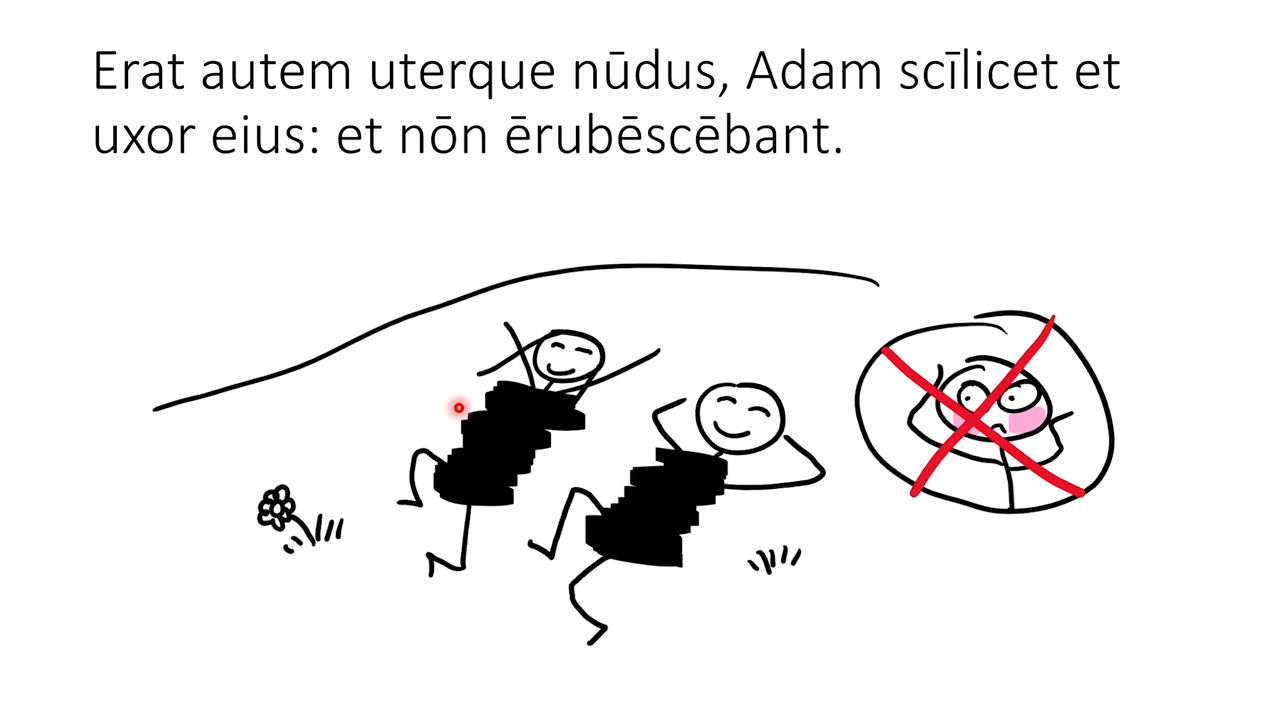 Erat autem uterque nūdus, Adam scīlicet et
uxor eius: et nōn ērubēscēbant.